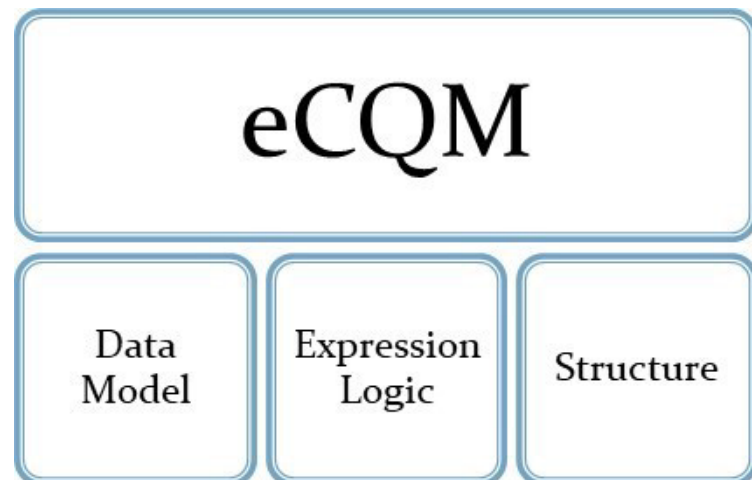 eCQM
Data
Model
Expression
Logic
Structure